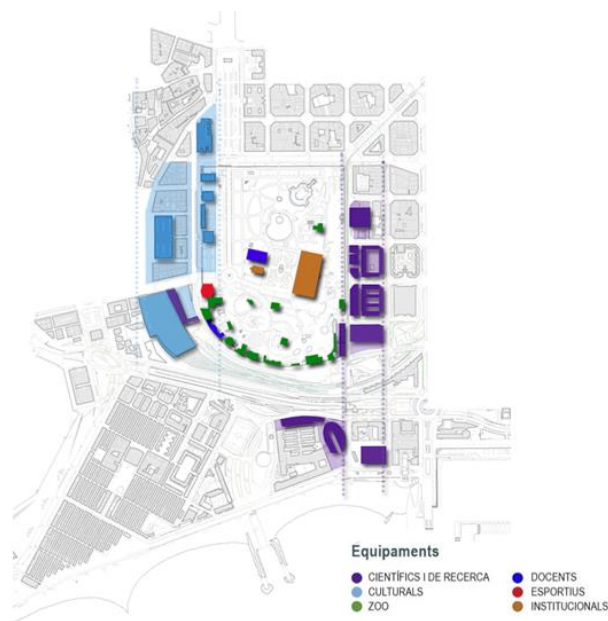 Equipaments
CIENTÍFICS I DE RECERCA
CULTURALS
ZOO
DOCENTS
ESPORTIUS
INSTITUCIONALS